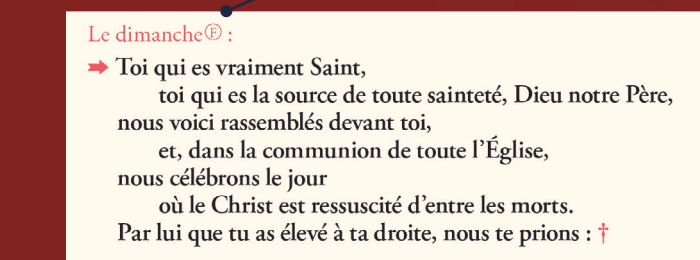 Le dimancheⒻ :
➨ Toi qui es vraiment Saint,
toi qui es la source de toute sainteté, Dieu notre Père,
nous voici rassemblés devant toi,
et, dans la communion de toute l’Église,
nous célébrons le jour
où le Christ est ressuscité d’entre les morts.
Par lui que tu as élevé à ta droite, nous te prions : †